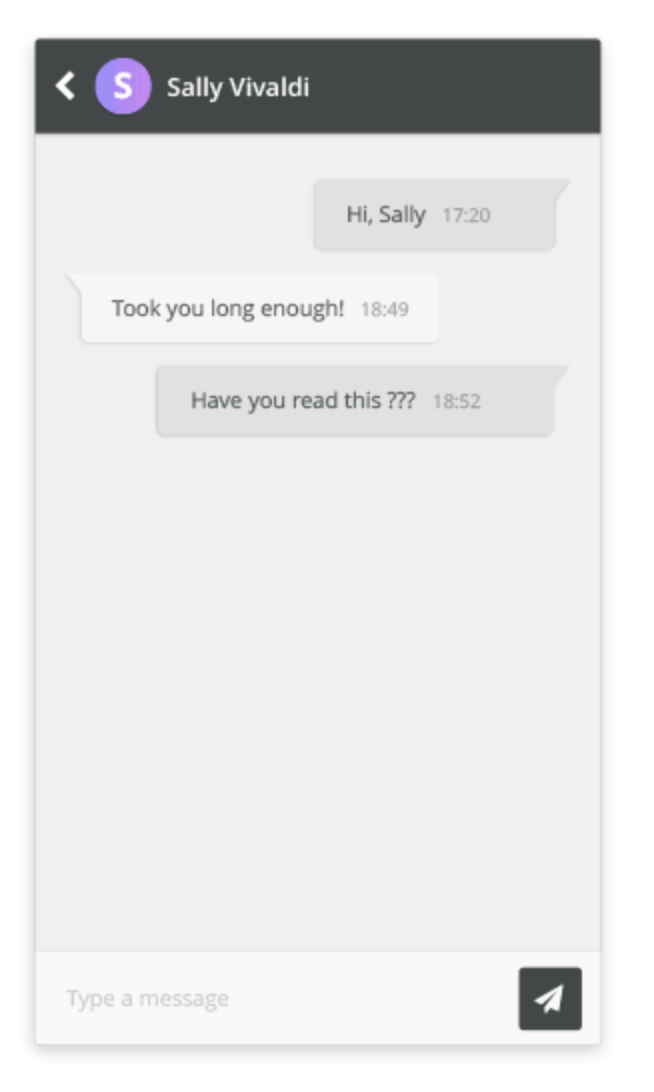 S Sally Vivaldi
Hi, Sally 17:20
Took you long enough! 18:49
Have you read this ??? 18:52
Type a message